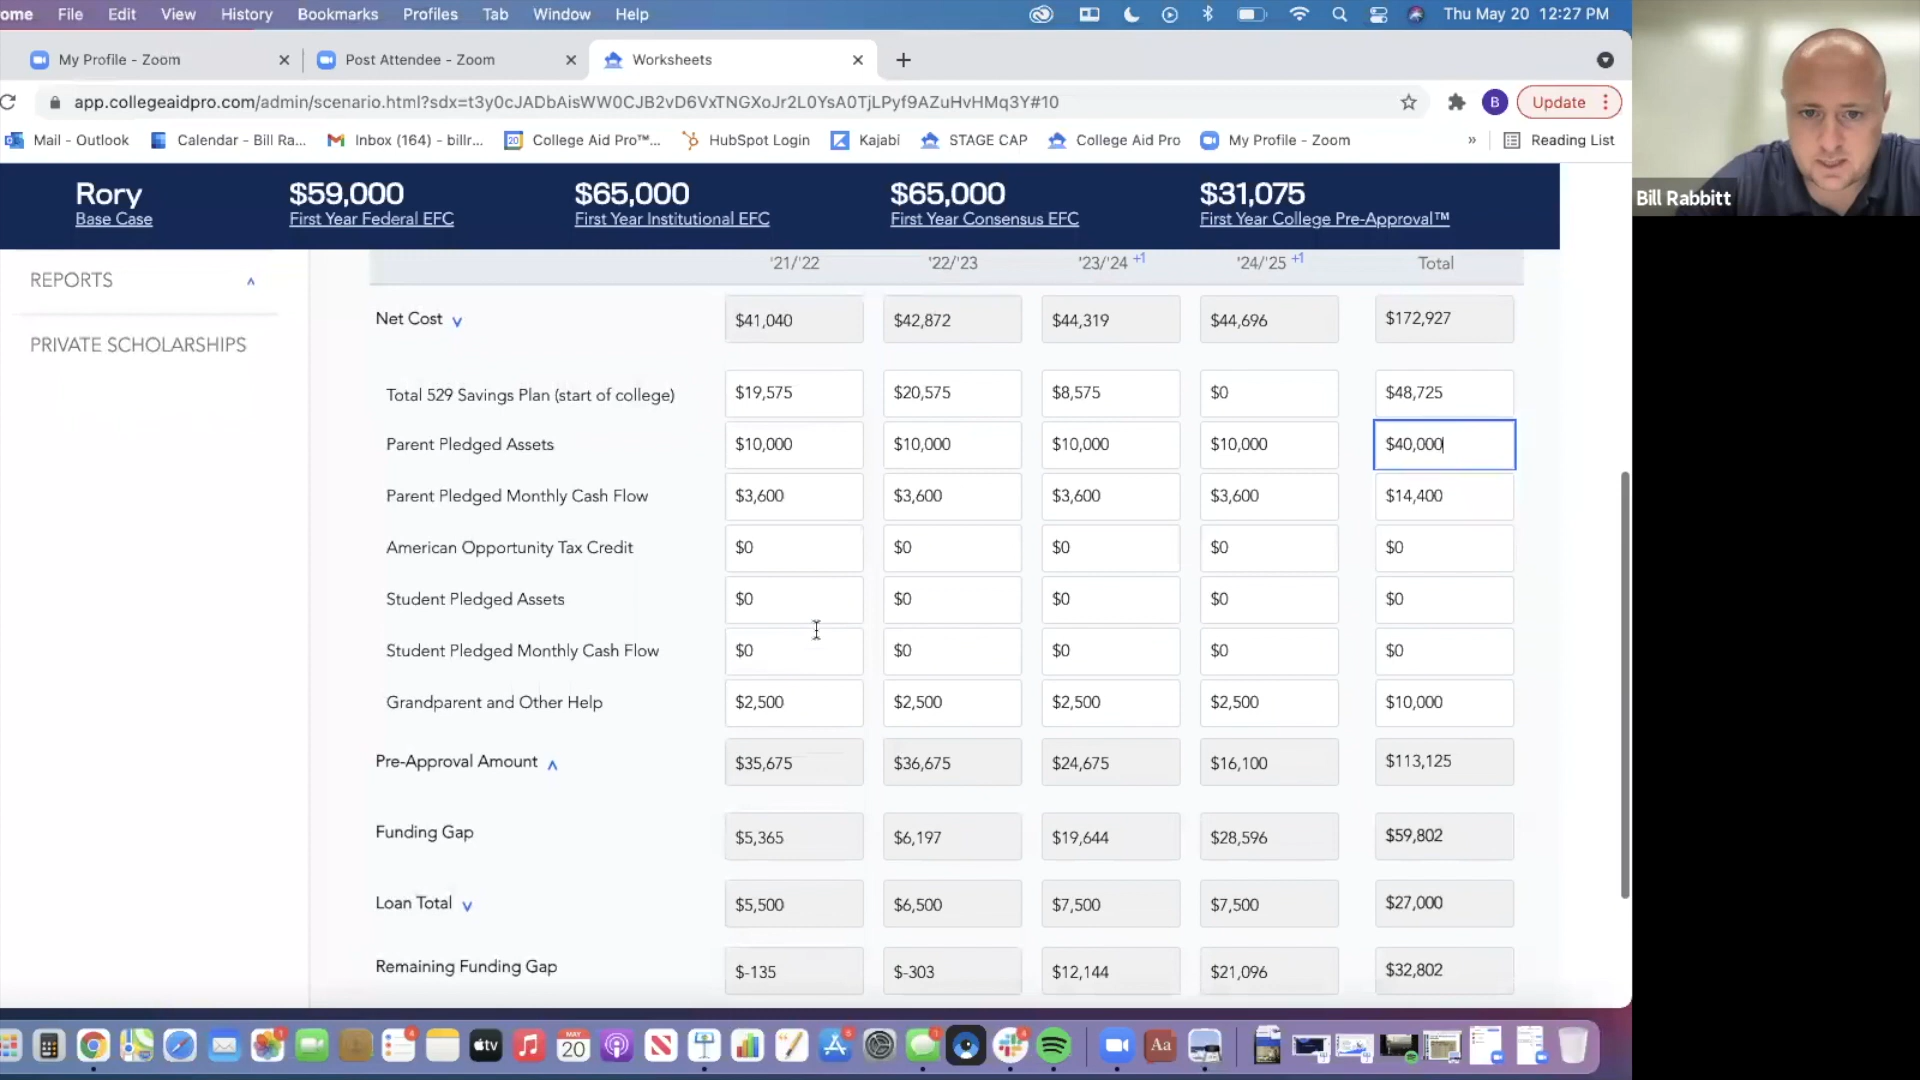 ome File Edit View History Bookmarks Profiles Tab Window Help Thu May 20 12:27 PM
My Profile - Zoom Post Attendee - Zoom Worksheets
app.collegeaidpro.com/admin/scenario.html?sdx=t3y0cJADbAisWW0CJB2vD6VxTNGXoJr2L0YsA0TjLPyf9AZuHvHMq3Y#10 B Update
Mail - Outlook Calendar - Bill Ra... Inbox (164) - billr... 20 College Aid Pro™... HubSpot Login Kajabi STAGE CAP College Aid Pro My Profile - Zoom » Reading List
Rory $59,000 $65,000 $65,000 $31,075
Base Case First Year Federal EFC First Year Institutional EFC First Year Consensus EFC First Year College Pre-Approval™
Bill Rabbitt
REPORTS
PRIVATE SCHOLARSHIPS
'21/'22 '22/'23 '23/'24 +1 '24/'25 +1 Total
Net Cost $41,040 $42,872 $44,319 $44,696 $172,927
Total 529 Savings Plan (start of college) $19,575 $20,575 $8,575 $0 $48,725
Parent Pledged Assets $10,000 $10,000 $10,000 $10,000 $40,000
Parent Pledged Monthly Cash Flow $3,600 $3,600 $3,600 $3,600 $14,400
American Opportunity Tax Credit $0 $0 $0 $0 $0
Student Pledged Assets $0 $0 $0 $0 $0
Student Pledged Monthly Cash Flow $0 $0 $0 $0 $0
Grandparent and Other Help $2,500 $2,500 $2,500 $2,500 $10,000
Pre-Approval Amount $35,675 $36,675 $24,675 $16,100 $113,125
Funding Gap $5,365 $6,197 $19,644 $28,596 $59,802
Loan Total $5,500 $6,500 $7,500 $7,500 $27,000
Remaining Funding Gap $-135 $-303 $12,144 $21,096 $32,802
tv MAY 20 Aa